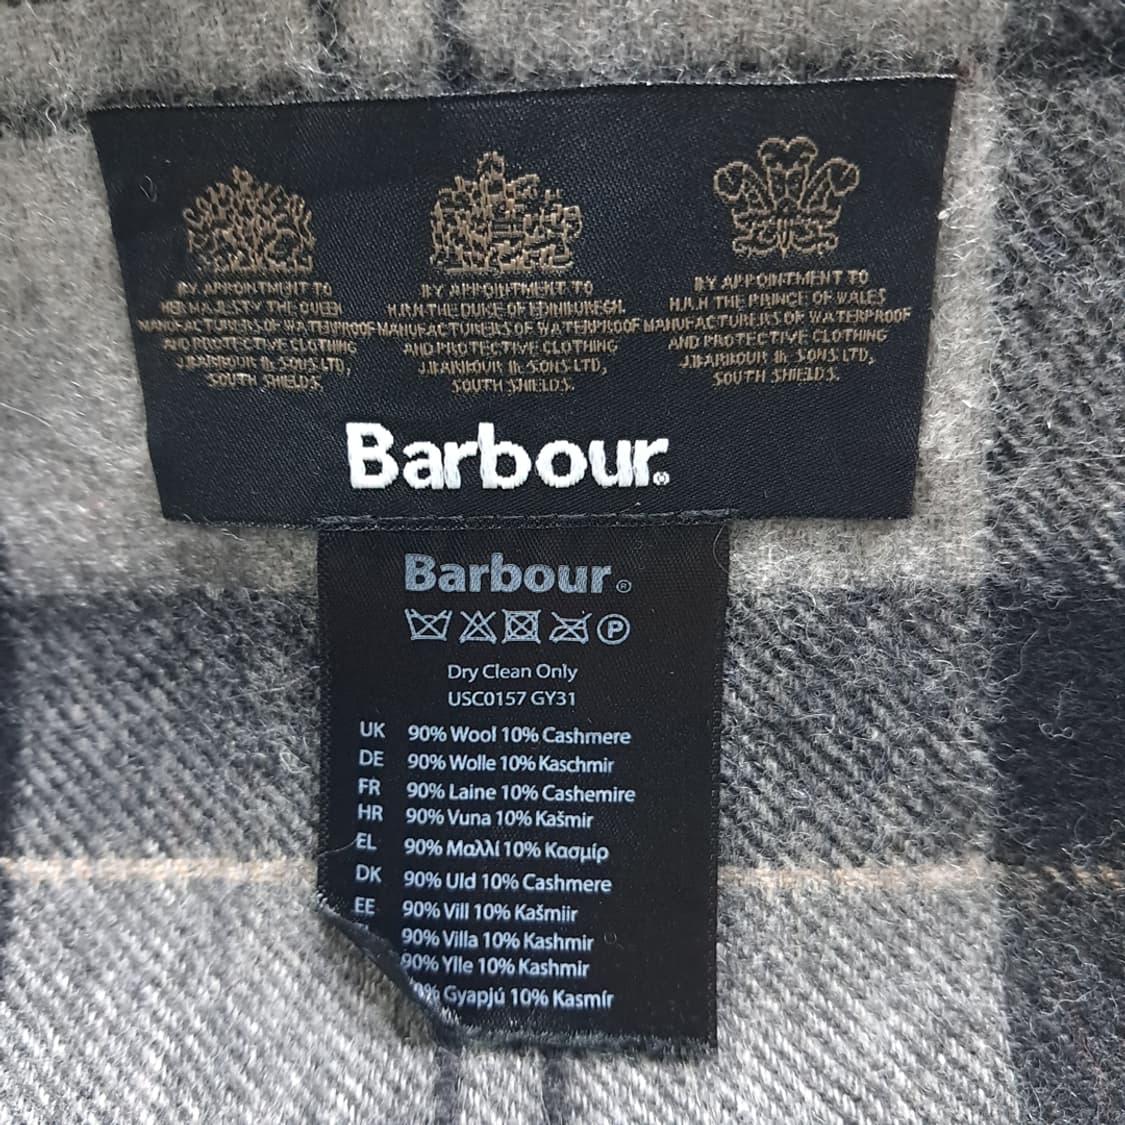 BY APPOINTMENT TO
HER MAJESTY THE QUEEN
MANUFACTURERS OF WATERPROOF
AND PROTECTIVE CLOTHING
J.BARBOUR & SONS LTD,
SOUTH SHIELDS.
BY APPOINTMENT TO
H.R.H THE DUKE OF EDINBURGH.
MANUFACTURERS OF WATERPROOF
AND PROTECTIVE CLOTHING
J.BARBOUR & SONS LTD,
SOUTH SHIELDS.
BY APPOINTMENT TO
H.R.H THE PRINCE OF WALES
MANUFACTURERS OF WATERPROOF
AND PROTECTIVE CLOTHING
J.BARBOUR & SONS LTD,
SOUTH SHIELDS.
Barbour.®
Barbour®
P
Dry Clean Only
USC0157 GY31
UK 90% Wool 10% Cashmere
DE 90% Wolle 10% Kaschmir
FR 90% Laine 10% Cashemire
HR 90% Vuna 10% Kašmir
EL 90% Μαλλί 10% Κασμίρ
DK 90% Uld 10% Cashmere
EE 90% Vill 10% Kašmiir
90% Villa 10% Kashmir
90% Ylle 10% Kashmir
Gyapjú 10% Kasmír